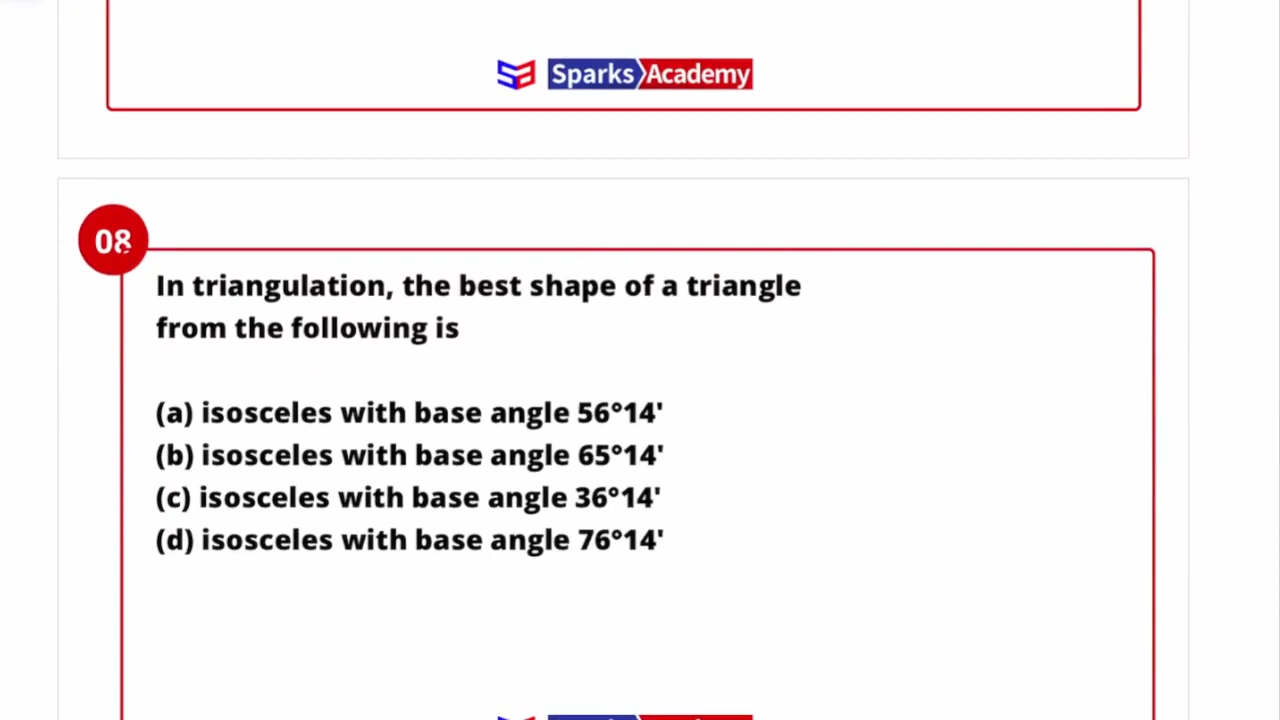 Sparks Academy
08
In triangulation, the best shape of a triangle
from the following is
(a) isosceles with base angle 56°14'
(b) isosceles with base angle 65°14'
(c) isosceles with base angle 36°14'
(d) isosceles with base angle 76°14'